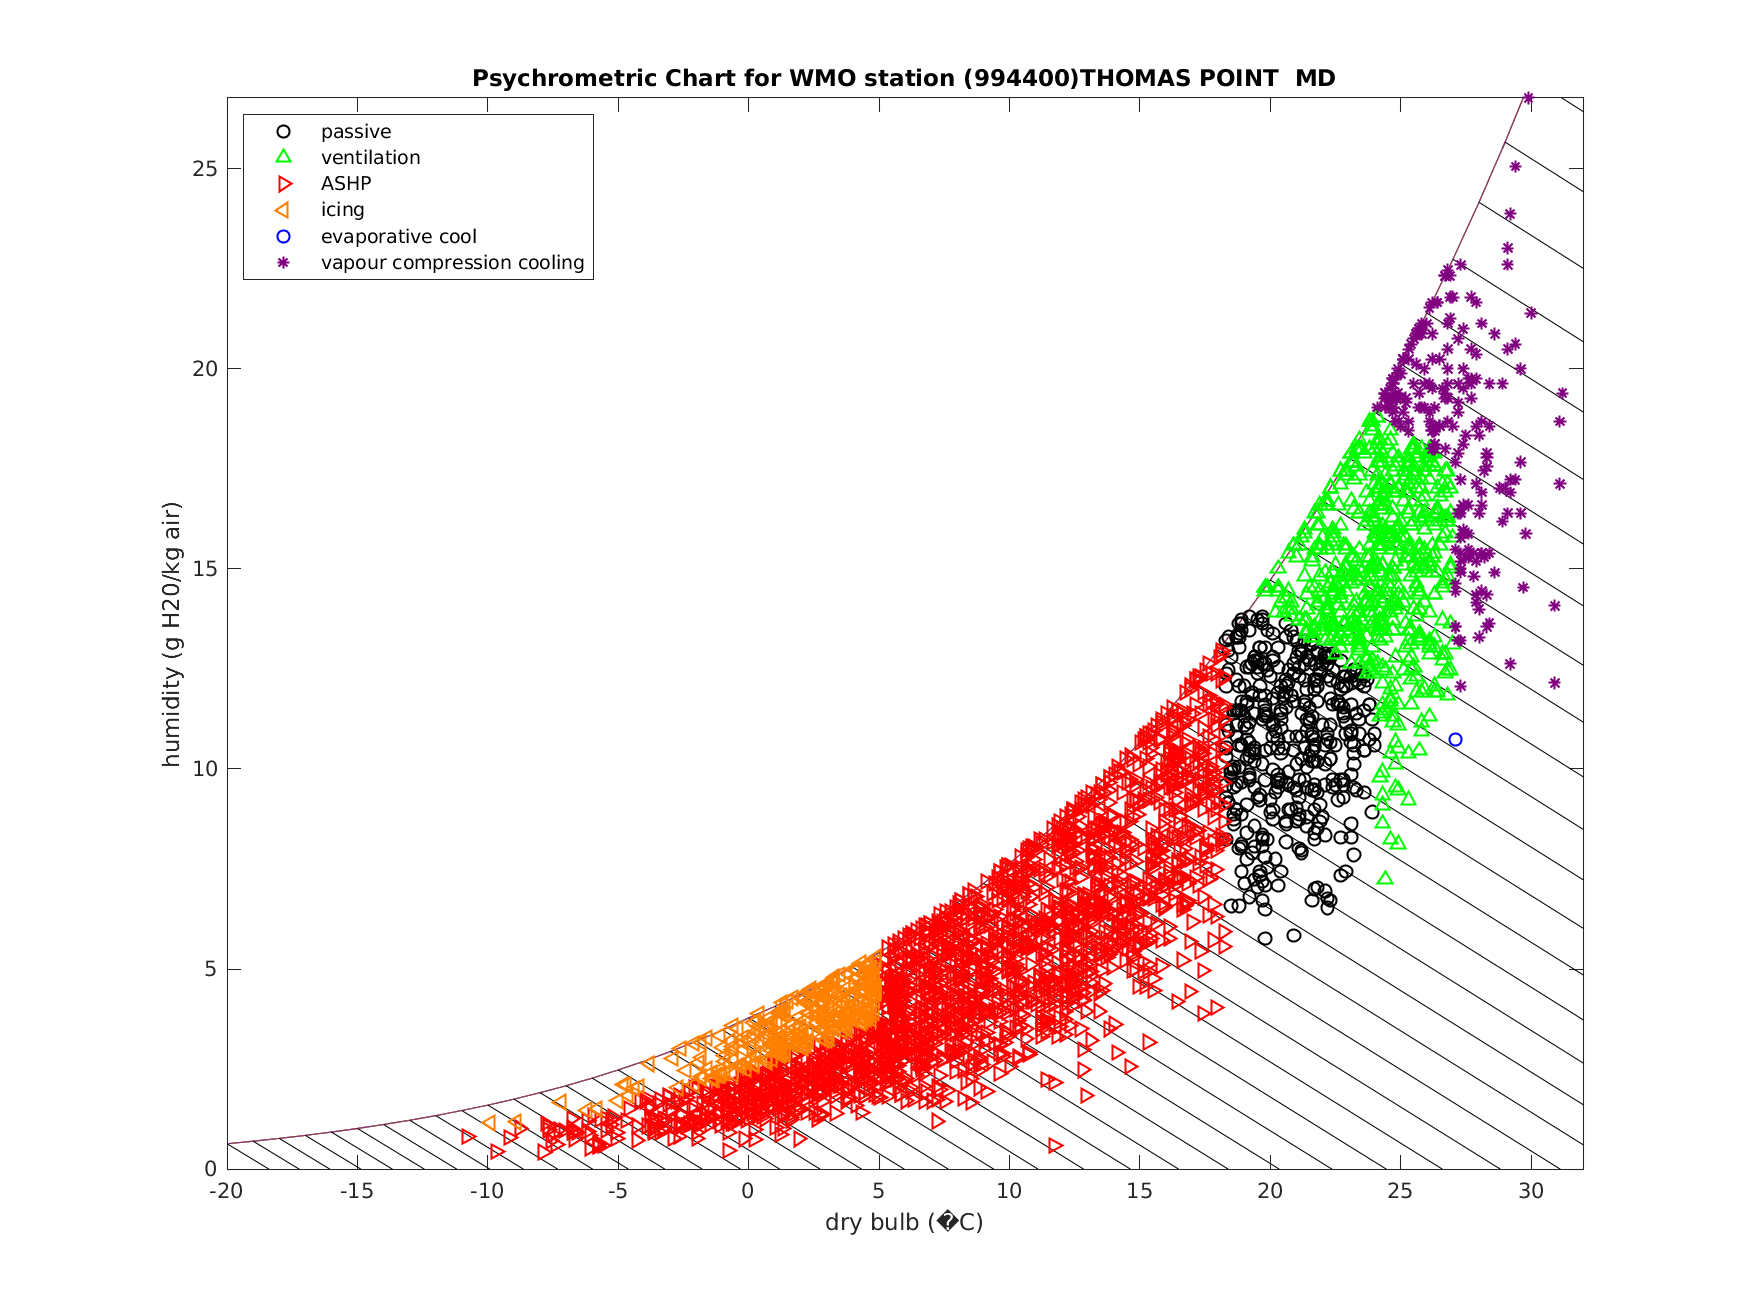 Psychrometric Chart for WMO station (994400)THOMAS POINT  MD
passive
ventilation
ASHP
icing
evaporative cool
vapour compression cooling
humidity (g H20/kg air)
25
20
15
10
5
0
-20 -15 -10 -5 0 5 10 15 20 25 30
dry bulb (�C)